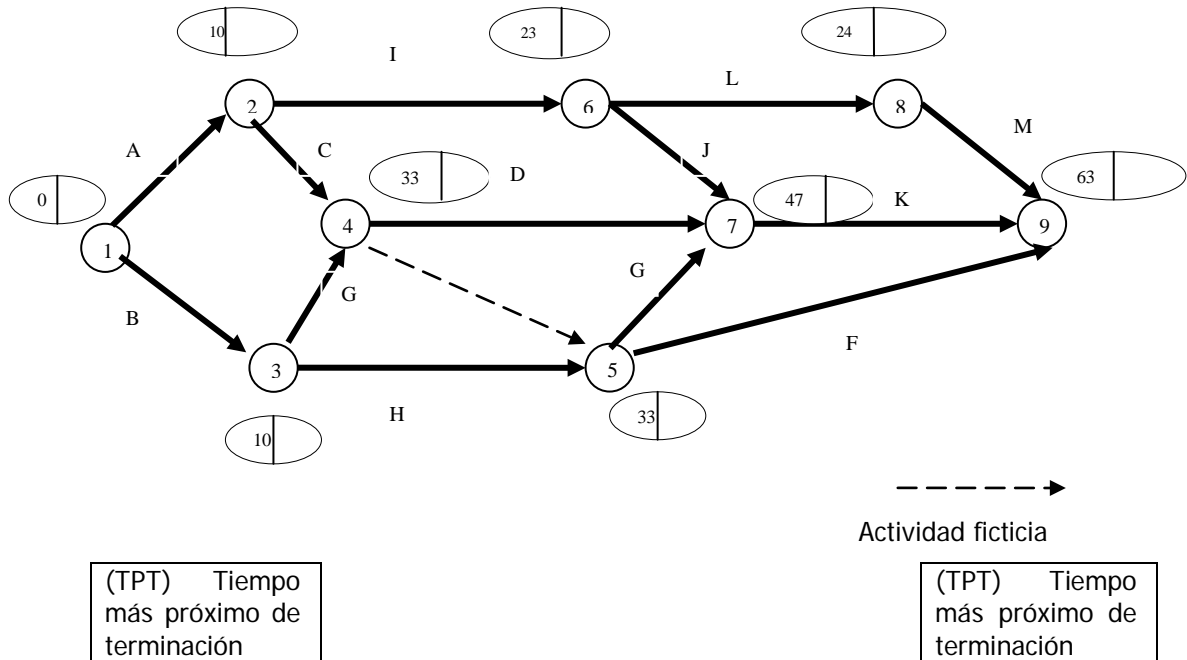 10
23
24
I
L
2
6
8
M
A
C
J
33
D
0
47
K
63
4
7
9
1
G
G
B
F
3
5
H
33
10
Actividad ficticia
(TPT) Tiempo
más próximo de
terminación
(TPT) Tiempo
más próximo de
terminación